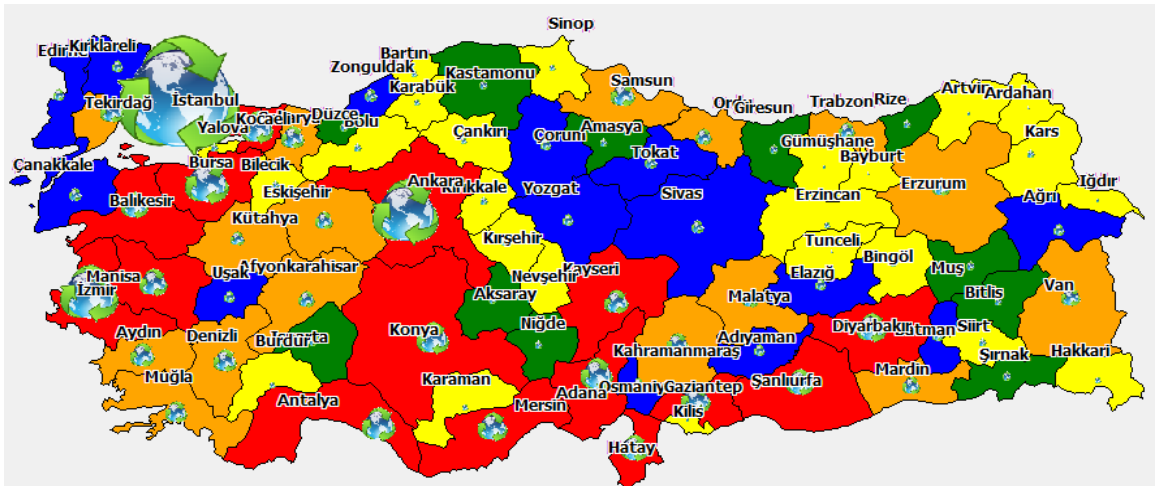 Sinop
Edirne
Kırklareli
Bartın
Zonguldak
Kastamonu
Karabük
Samsun
Tekirdağ
İstanbul
Yalova
Kocaeli
Düzce
Bolu
Çankırı
Çorum
Amasya
Tokat
Giresun
Trabzon
Rize
Artvin
Ardahan
Kars
Gümüşhane
Bayburt
Çanakkale
Bursa
Bilecik
Eskişehir
Ankara
Yozgat
Sivas
Erzincan
Erzurum
Iğdır
Ağrı
Balıkesir
Kütahya
Kırşehir
Tunceli
Bingöl
Muş
Manisa
İzmir
Uşak
Afyonkarahisar
Nevşehir
Kayseri
Aksaray
Malatya
Elazığ
Bitlis
Van
Aydın
Denizli
Burdur
Konya
Niğde
Adıyaman
Diyarbakır
Siirt
Kahramanmaraş
Şırnak
Hakkari
Muğla
Antalya
Karaman
Mersin
Adana
Gaziantep
Şanlıurfa
Mardin
Kilis
Hatay